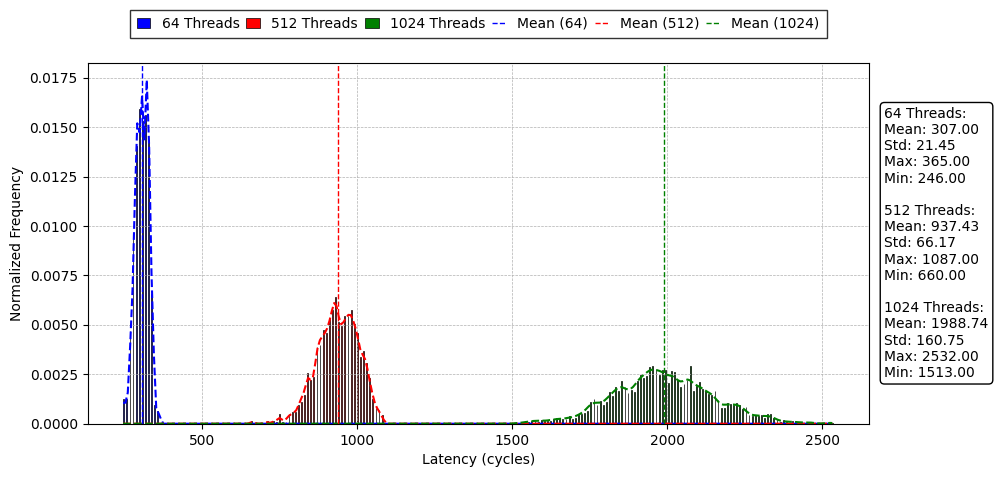 64 Threads 512 Threads 1024 Threads Mean (64) Mean (512) Mean (1024)
0.0175
0.0150
0.0125
0.0100
0.0075
0.0050
0.0025
0.0000
Normalized Frequency
500 1000 1500 2000 2500
Latency (cycles)
64 Threads:
Mean: 307.00
Std: 21.45
Max: 365.00
Min: 246.00
512 Threads:
Mean: 937.43
Std: 66.17
Max: 1087.00
Min: 660.00
1024 Threads:
Mean: 1988.74
Std: 160.75
Max: 2532.00
Min: 1513.00